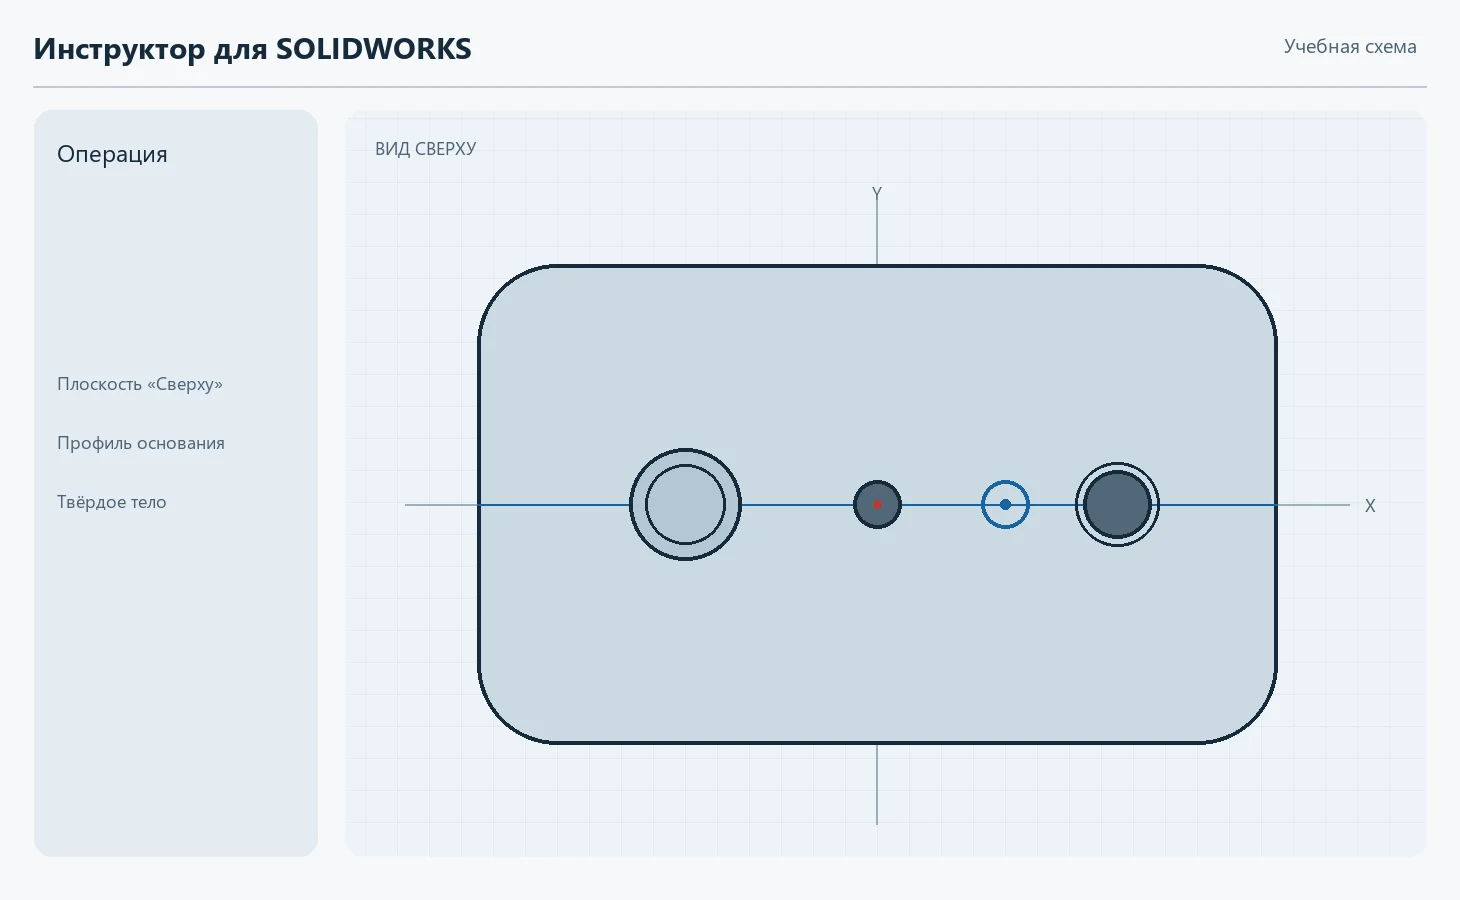 Инструктор для SOLIDWORKS
Учебная схема
Операция
Плоскость «Сверху»
Профиль основания
Твёрдое тело
ВИД СВЕРХУ
Y
X